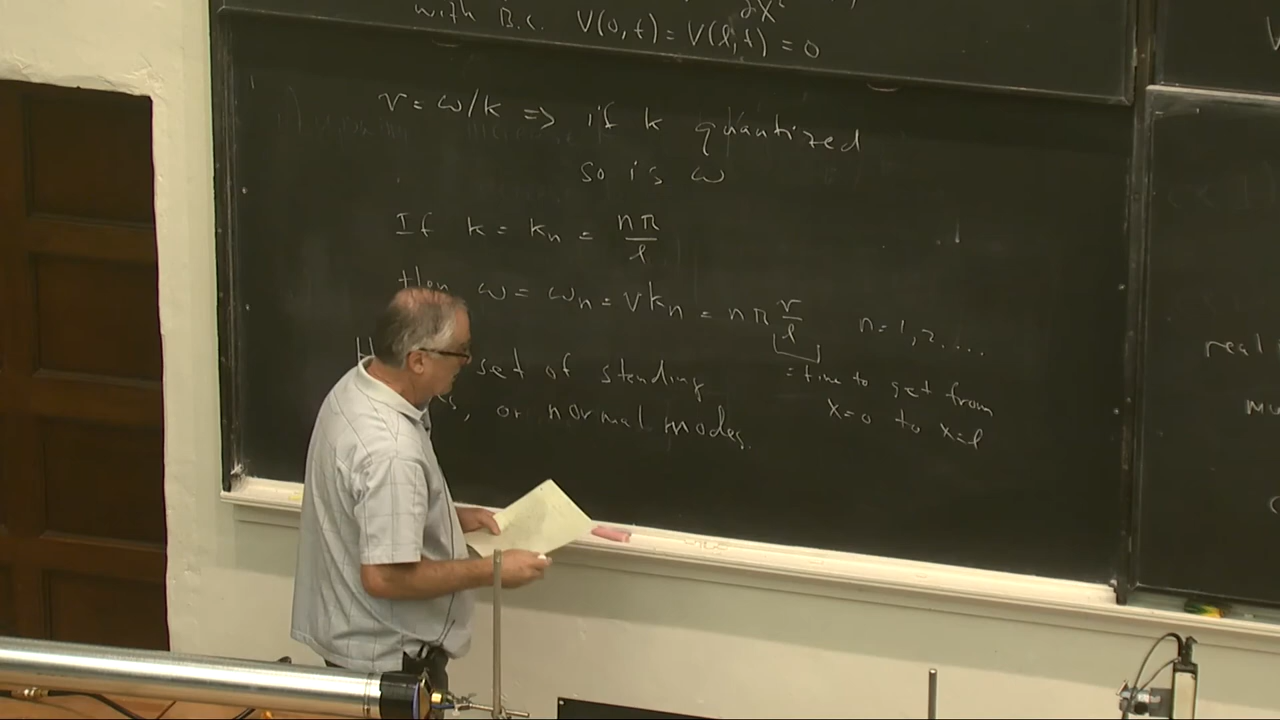 with B.C. V(0,t) = V(l,t) = 0
v = ω/k => if k quantized
so is ω
If k = kn = nπ/l
then ω = ωn = vkn = nπ v/l n = 1, 2.....
= time to get from
x=0 to x=l
set of standing
, or normal modes.
real